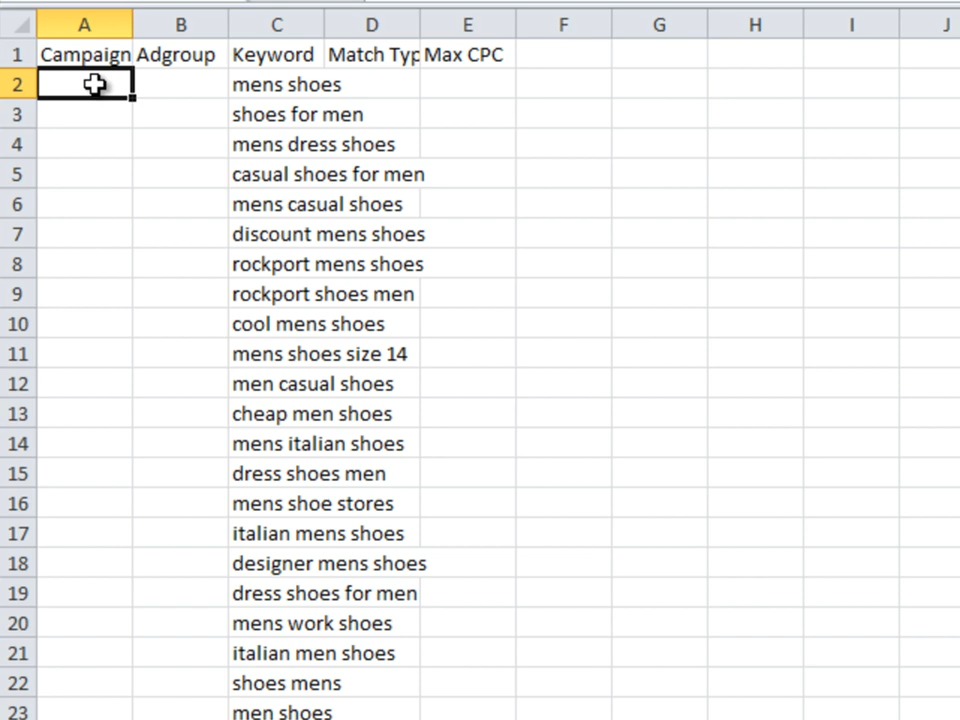 A B C D E F G H I J
1 Campaign Adgroup Keyword Match Typ Max CPC
2 mens shoes
3 shoes for men
4 mens dress shoes
5 casual shoes for men
6 mens casual shoes
7 discount mens shoes
8 rockport mens shoes
9 rockport shoes men
10 cool mens shoes
11 mens shoes size 14
12 men casual shoes
13 cheap men shoes
14 mens italian shoes
15 dress shoes men
16 mens shoe stores
17 italian mens shoes
18 designer mens shoes
19 dress shoes for men
20 mens work shoes
21 italian men shoes
22 shoes mens
23 men shoes